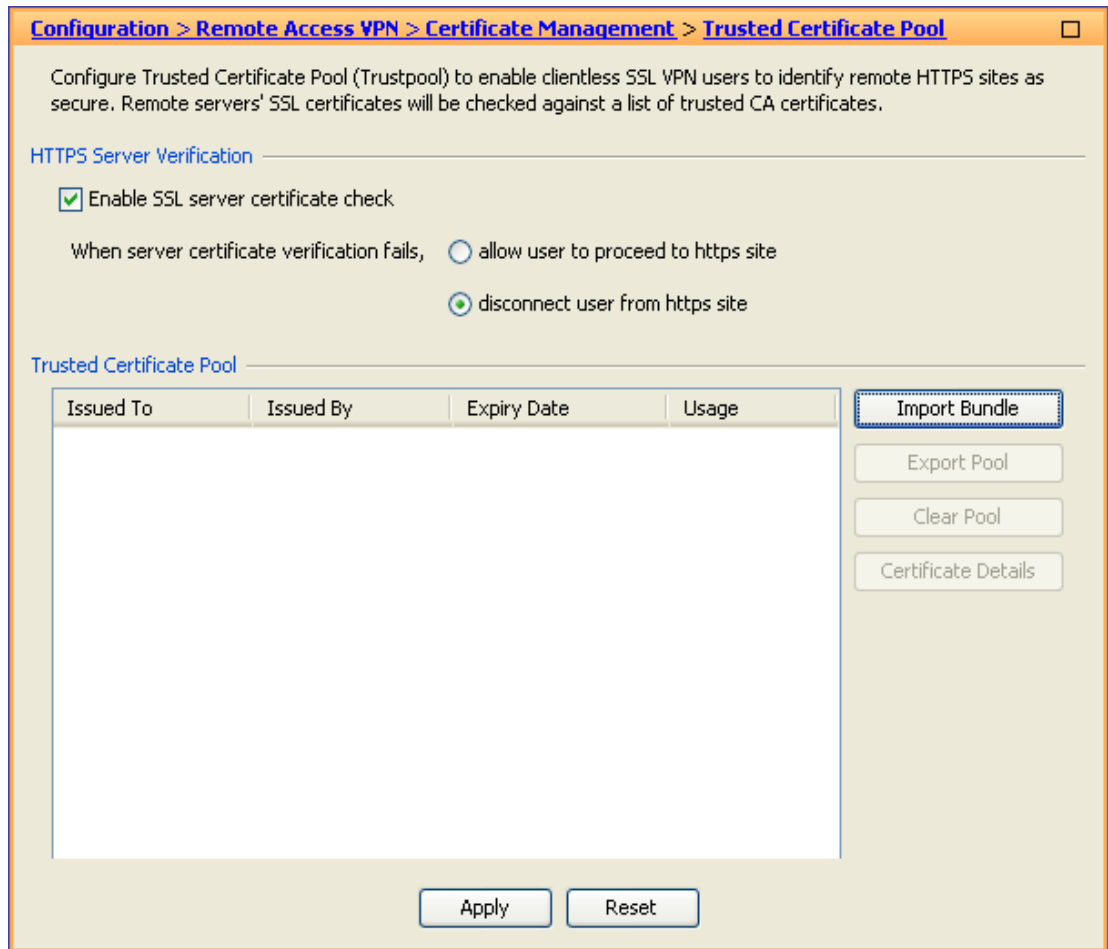 Configuration > Remote Access VPN > Certificate Management > Trusted Certificate Pool
Configure Trusted Certificate Pool (Trustpool) to enable clientless SSL VPN users to identify remote HTTPS sites as
secure. Remote servers' SSL certificates will be checked against a list of trusted CA certificates.
HTTPS Server Verification
Enable SSL server certificate check
When server certificate verification fails, allow user to proceed to https site
disconnect user from https site
Trusted Certificate Pool
Issued To Issued By Expiry Date Usage
Import Bundle
Export Pool
Clear Pool
Certificate Details
Apply Reset